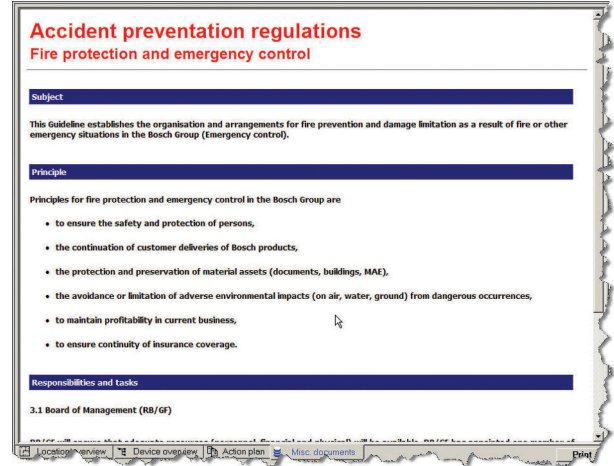 Accident preventation regulations
Fire protection and emergency control
Subject
This Guideline establishes the organisation and arrangements for fire prevention and damage limitation as a result of fire or other
emergency situations in the Bosch Group (Emergency control).
Principle
Principles for fire protection and emergency control in the Bosch Group are
• to ensure the safety and protection of persons,
• the continuation of customer deliveries of Bosch products,
• the protection and preservation of material assets (documents, buildings, MAE),
• the avoidance or limitation of adverse environmental impacts (on air, water, ground) from dangerous occurrences,
• to maintain profitability in current business,
• to ensure continuity of insurance coverage.
Responsibilities and tasks
3.1 Board of Management (RB/GF)
Device overview Action plan Misc. documents Print